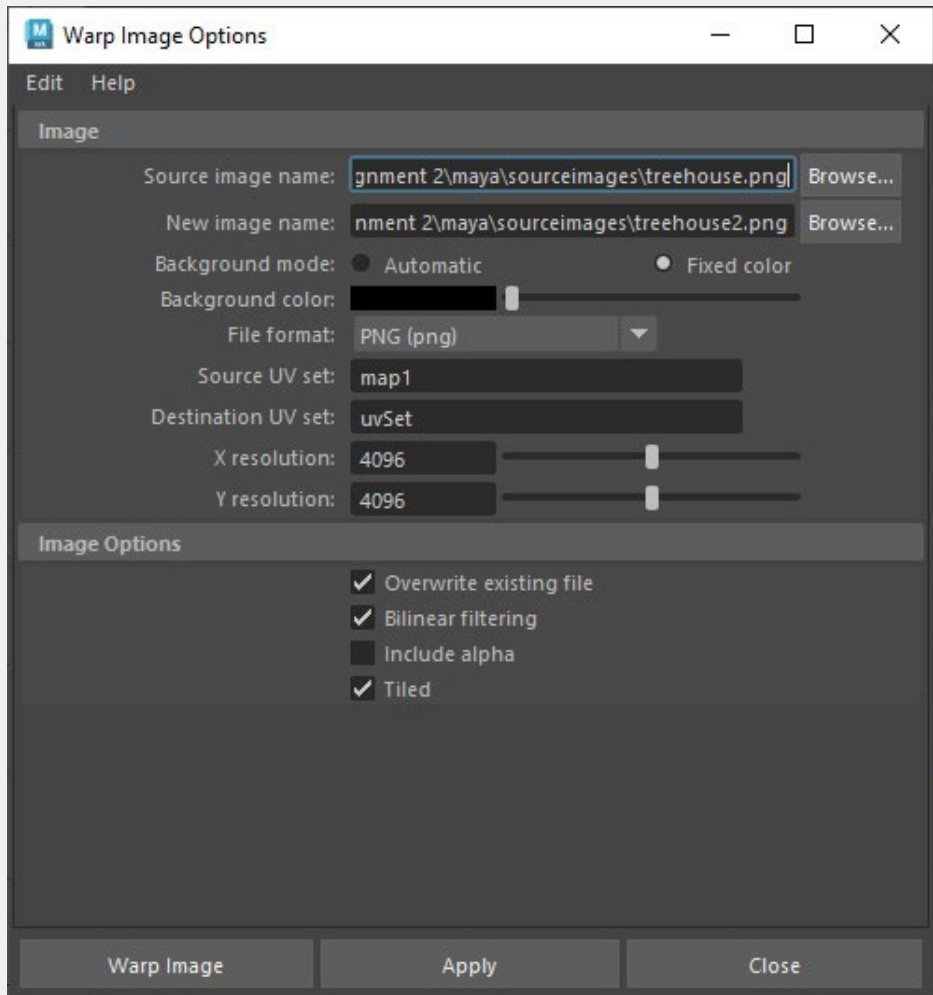 Warp Image Options
Edit Help
Image
Source image name: gnment 2\maya\sourceimages\treehouse.png Browse...
New image name: nment 2\maya\sourceimages\treehouse2.png Browse...
Background mode: Automatic Fixed color
Background color:
File format: PNG (png)
Source UV set: map1
Destination UV set: uvSet
X resolution: 4096
Y resolution: 4096
Image Options
Overwrite existing file
Bilinear filtering
Include alpha
Tiled
Warp Image Apply Close